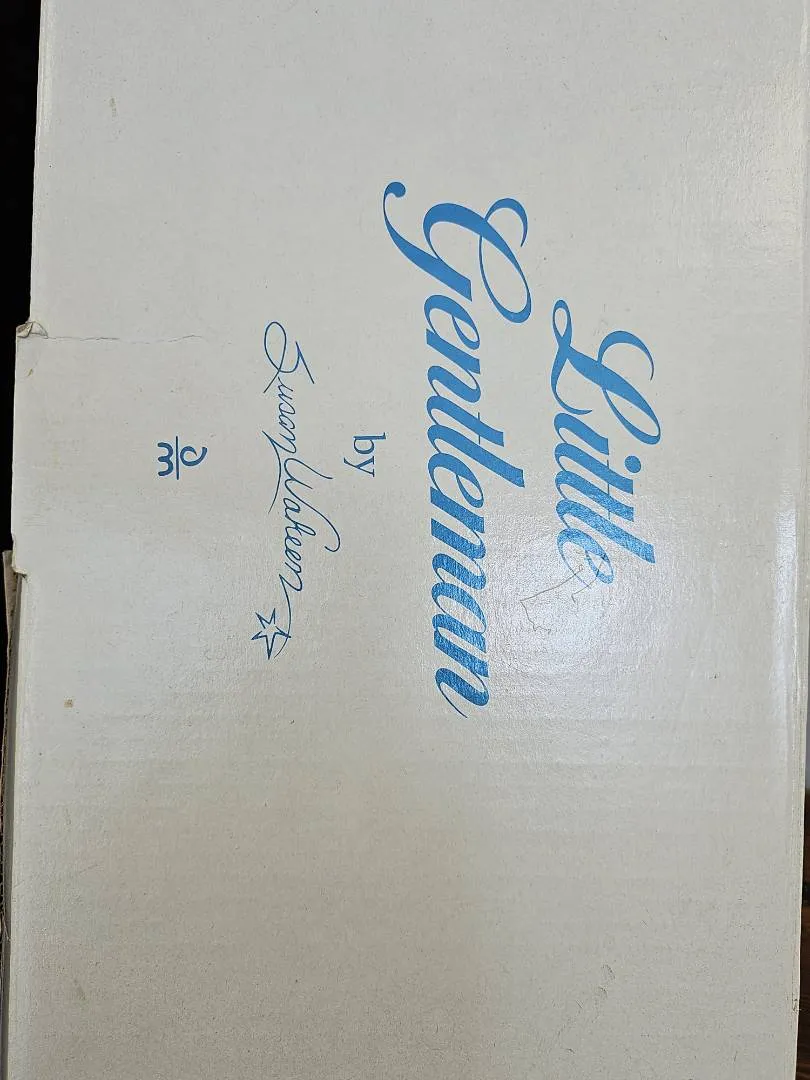 Little
Gentleman
by
Susan Wakeen